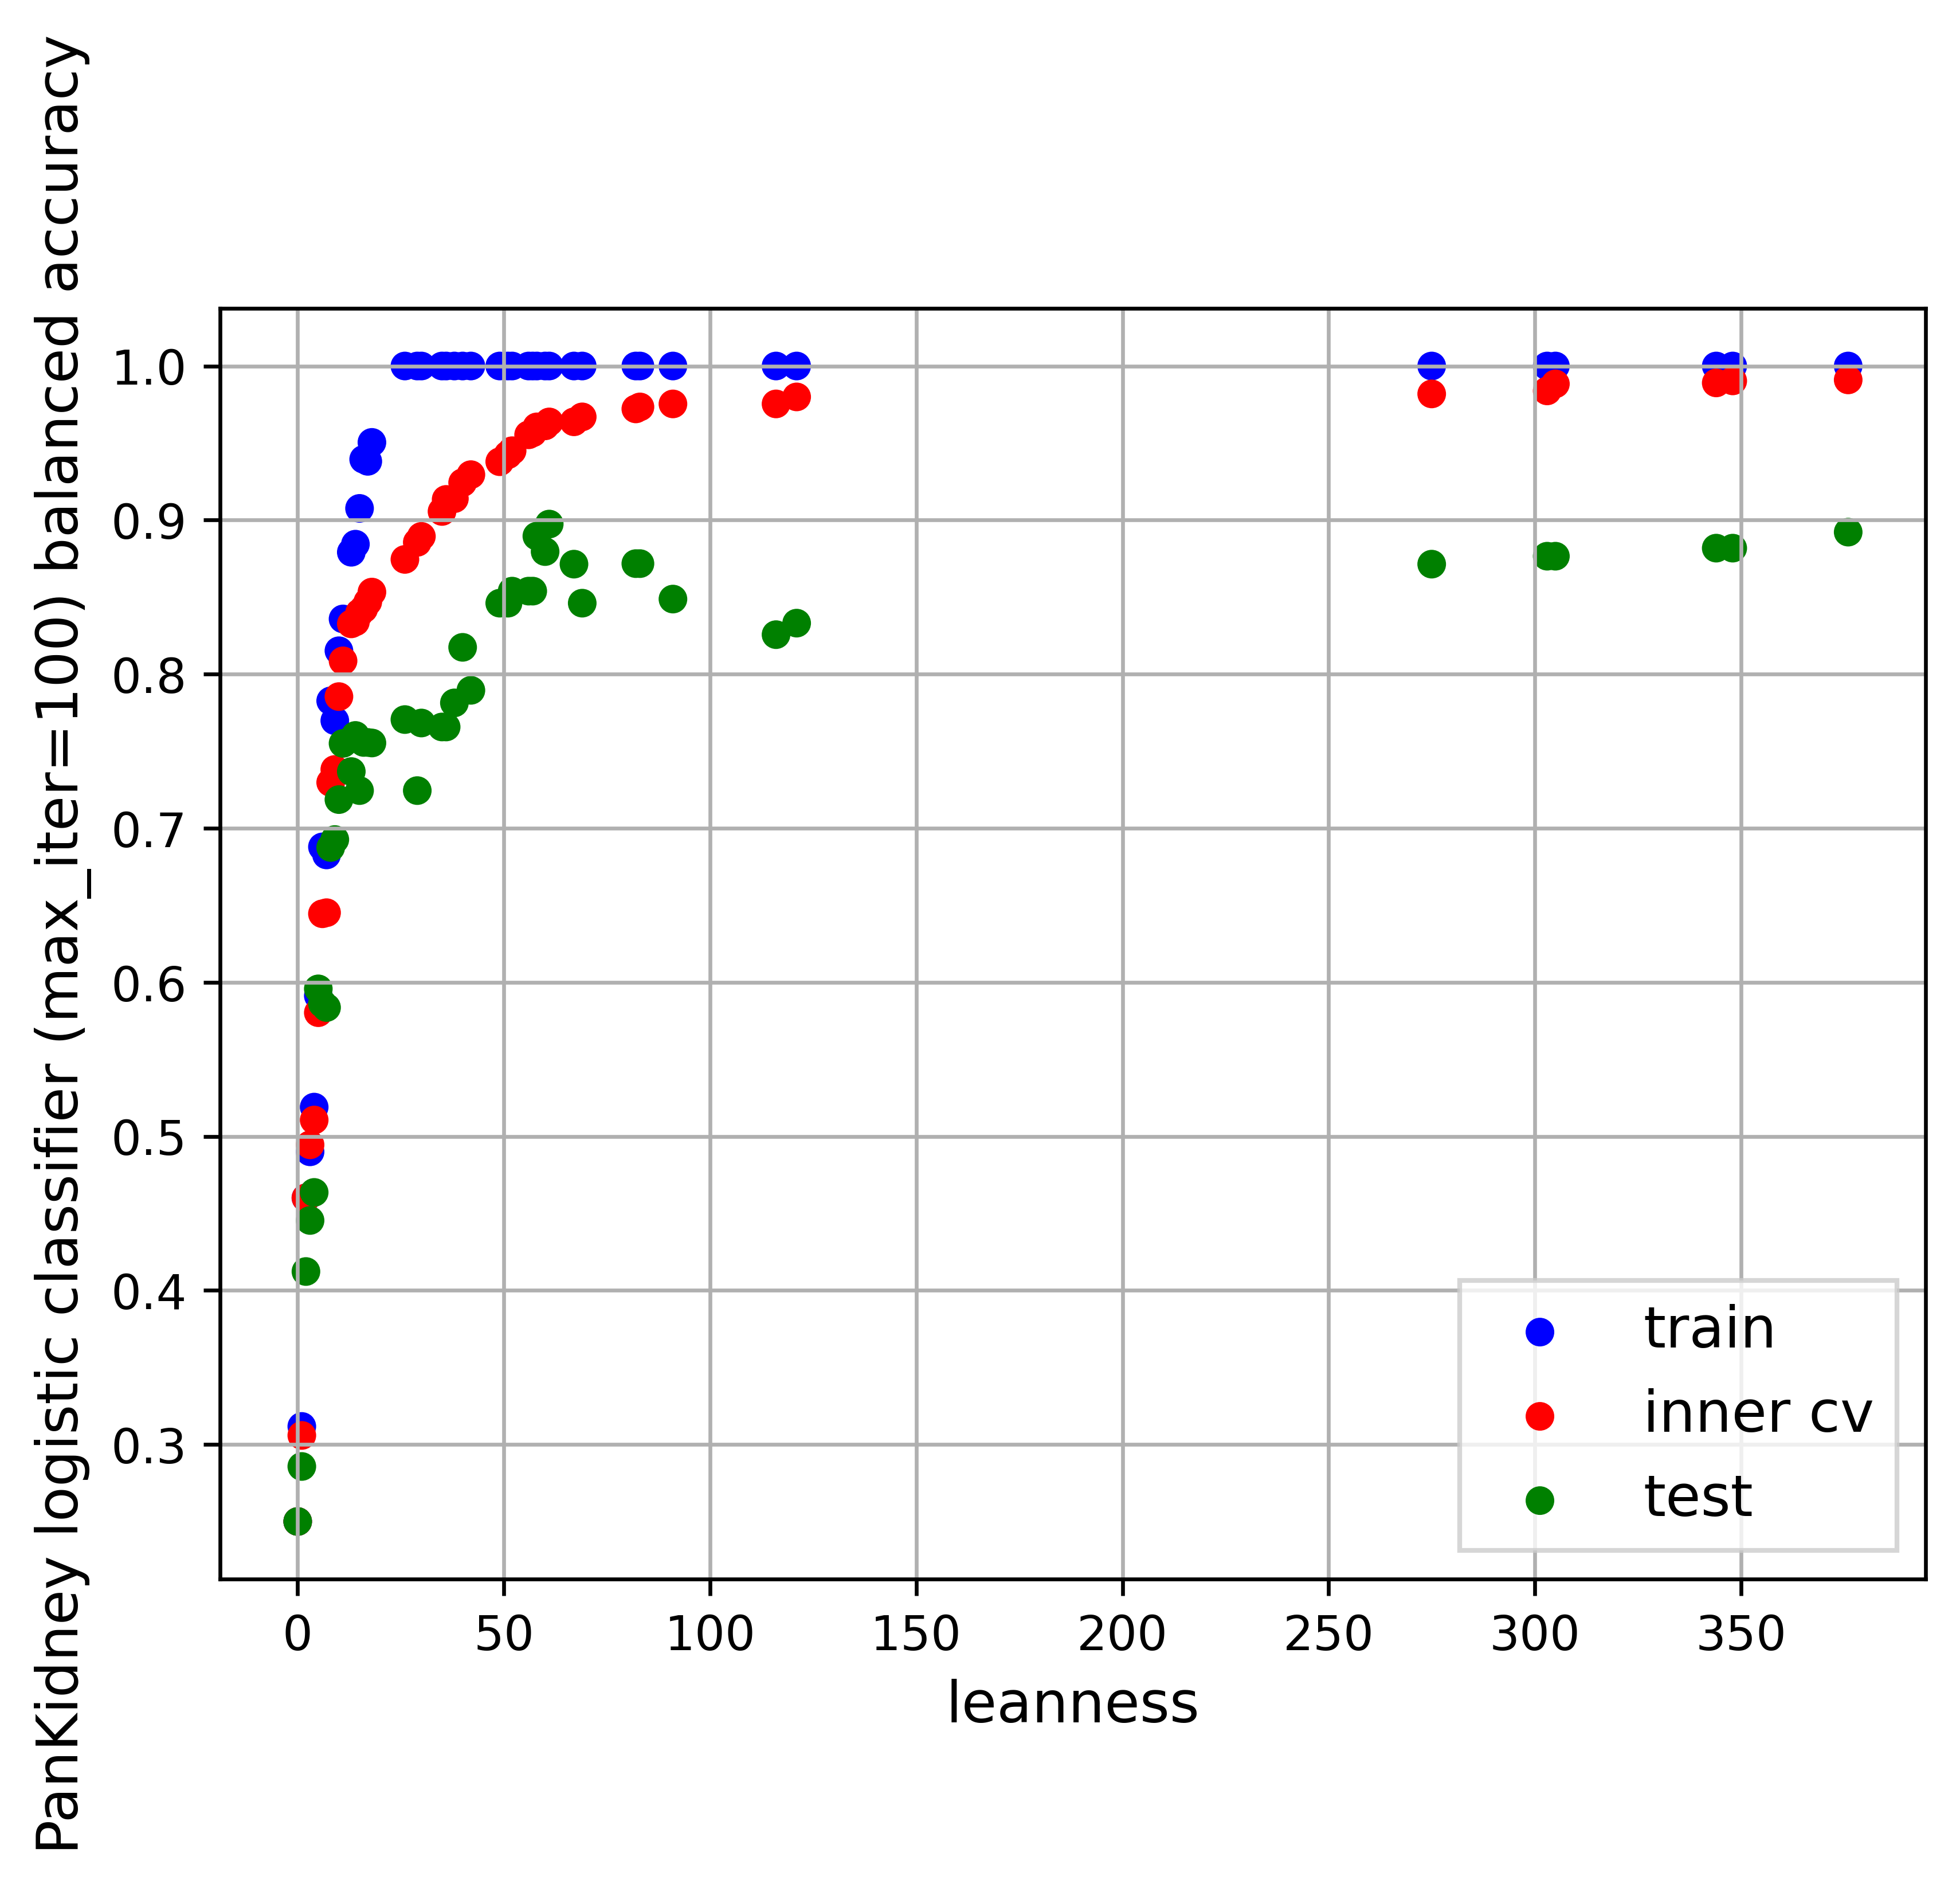 PanKidney logistic classifier (max_iter=100) balanced accuracy
1.0
0.9
0.8
0.7
0.6
0.5
0.4
0.3
train
inner cv
test
0 50 100 150 200 250 300 350
leanness